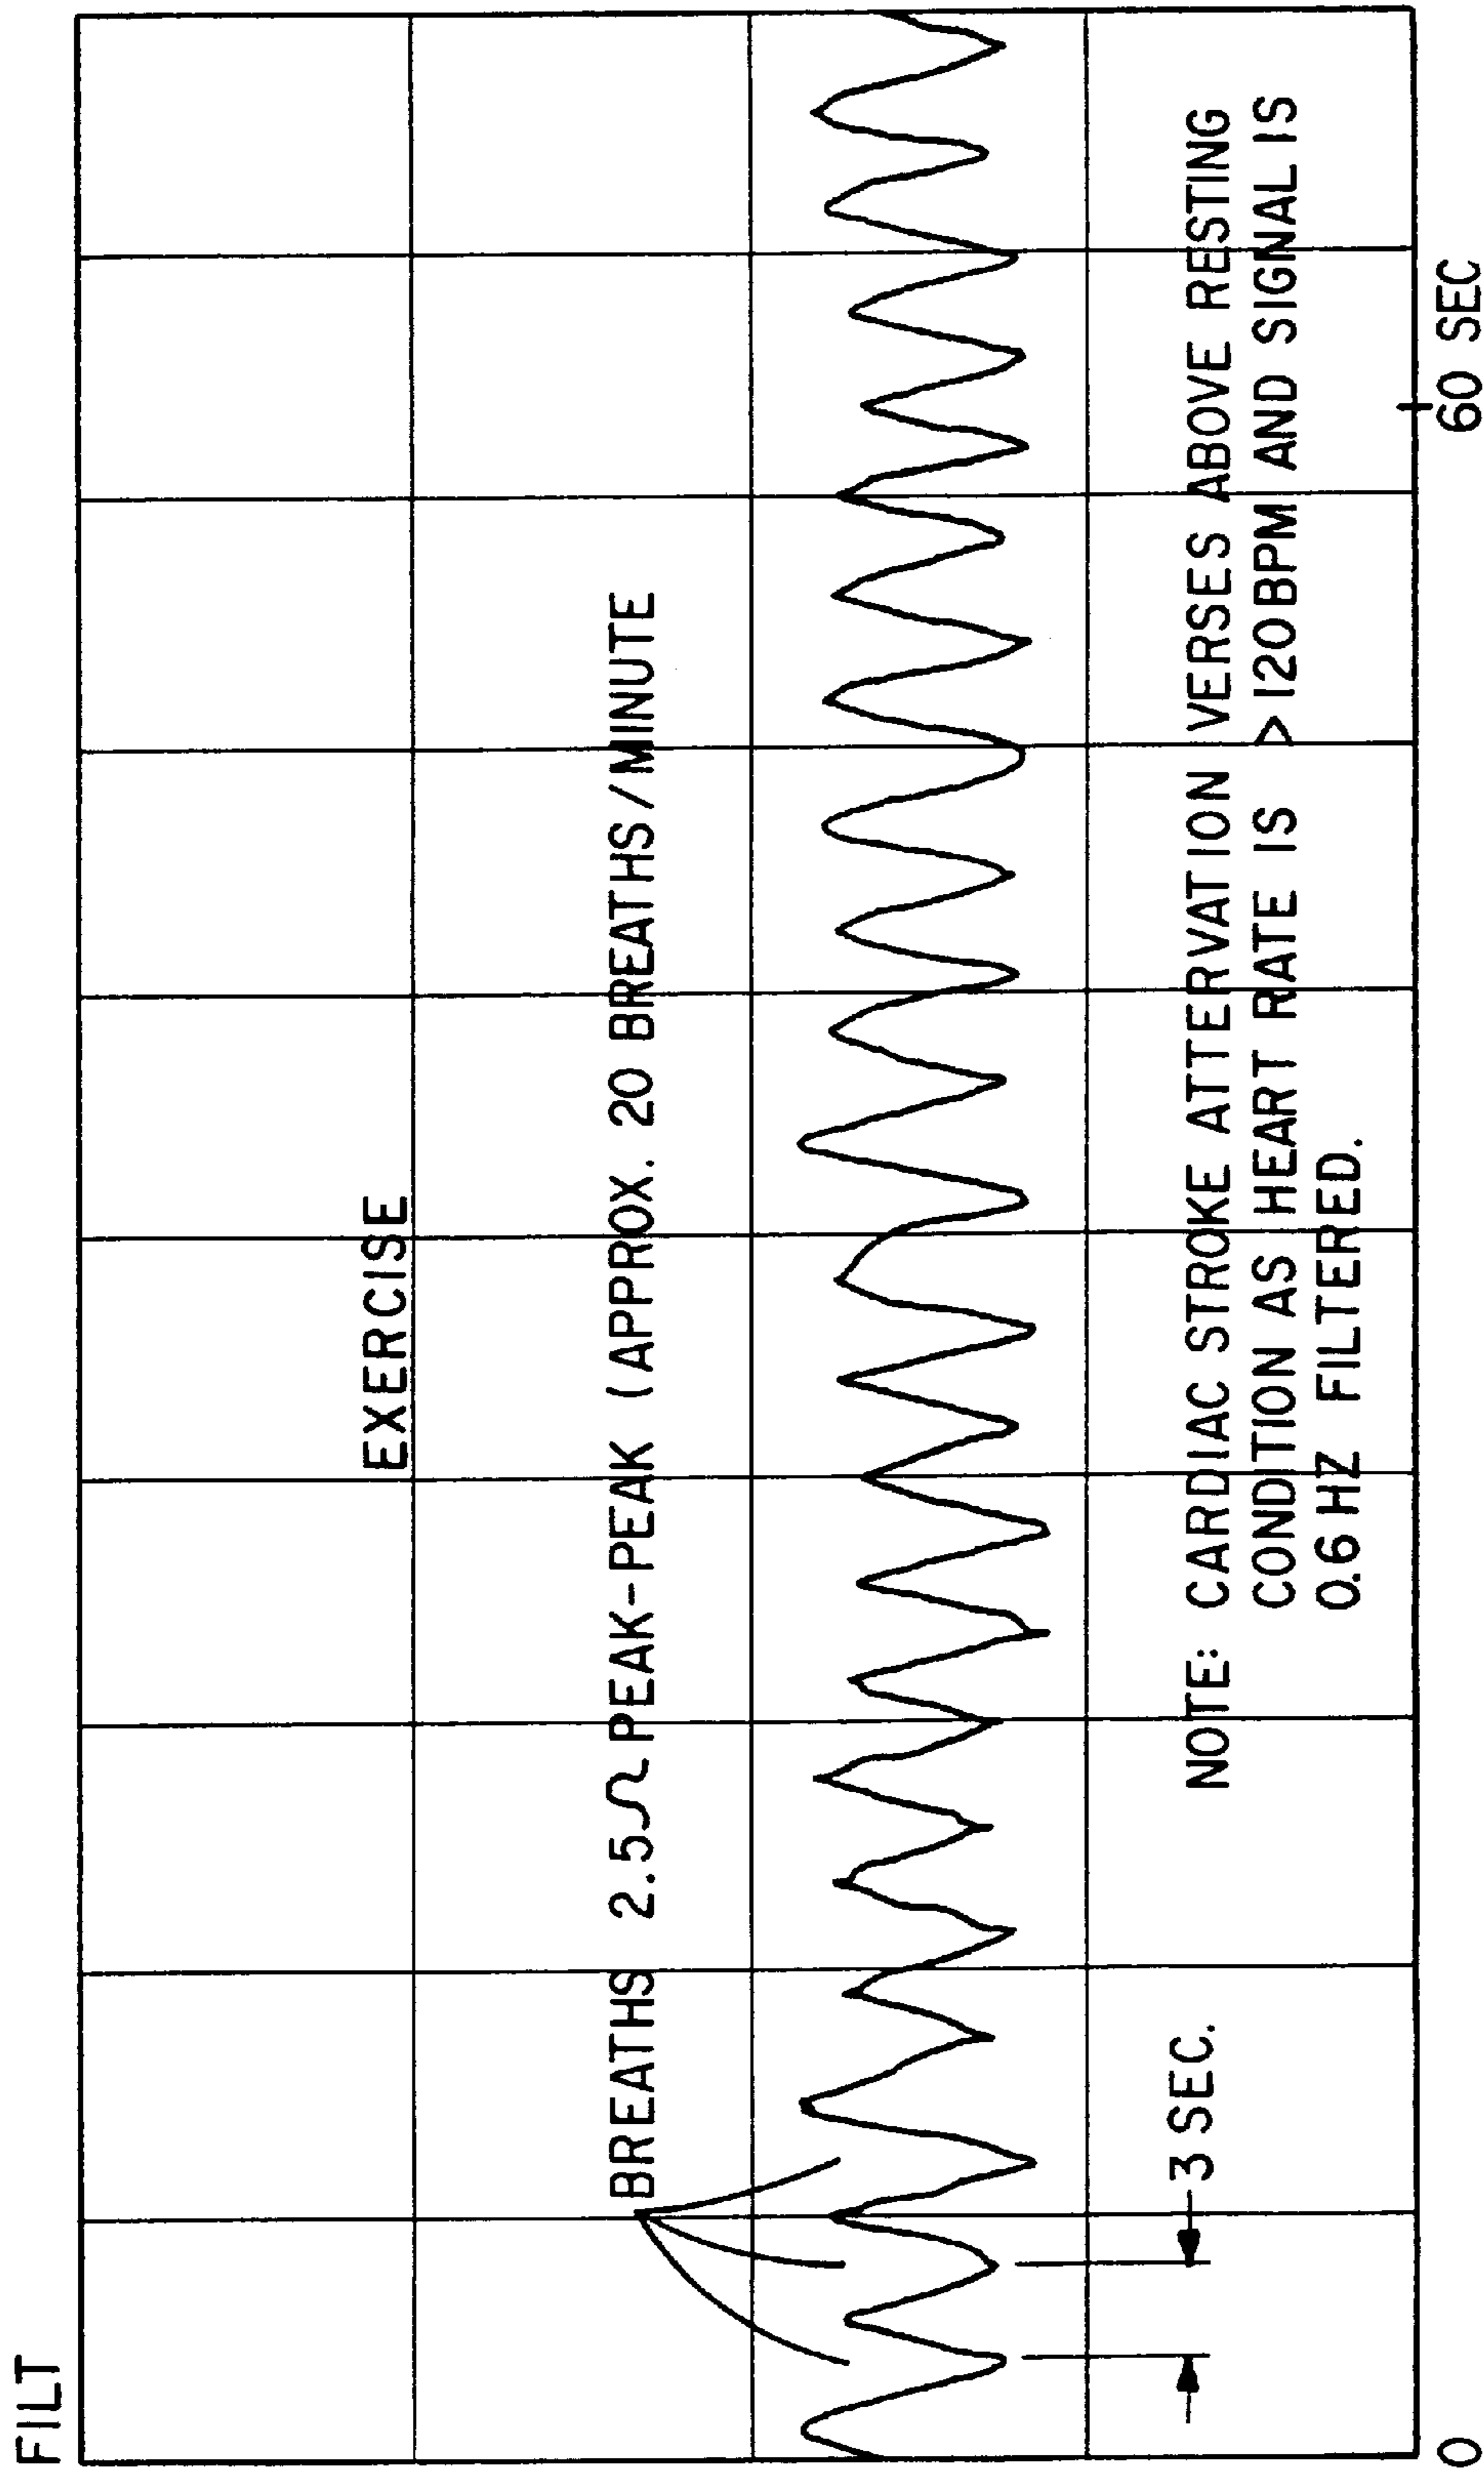 FILT
EXERCISE
BREATHS 2.5Ω PEAK-PEAK (APPROX. 20 BREATHS/MINUTE
3 SEC.
NOTE: CARDIAC STROKE ATTERVATION VERSES ABOVE RESTING
CONDITION AS HEART RATE IS >120BPM AND SIGNAL IS
0.6 HZ FILTERED.
0
60 SEC